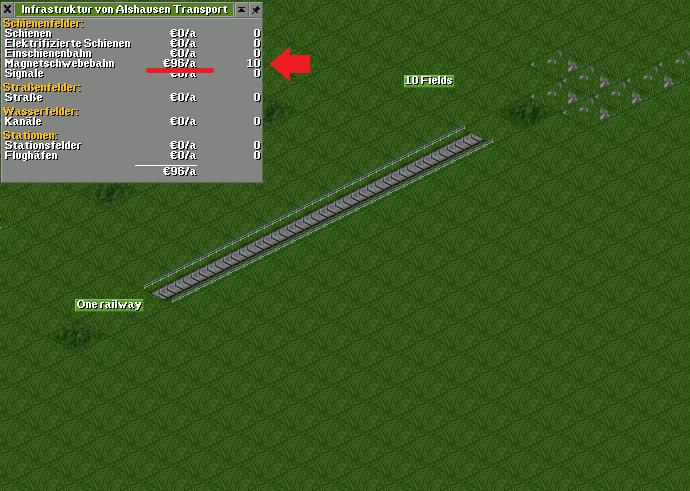 Infrastruktur von Alshausen Transport
Schienenfelder:
Schienen €0/a 0
Elektrifizierte Schienen €0/a 0
Einschienenbahn €0/a 0
Magnetschwebebahn €96/a 10
Signale €0/a 0
Straßenfelder:
Straße €0/a 0
Wasserfelder:
Kanäle €0/a 0
Stationen:
Stationsfelder €0/a 0
Flughäfen €0/a 0
€96/a
10 Fields
One railway